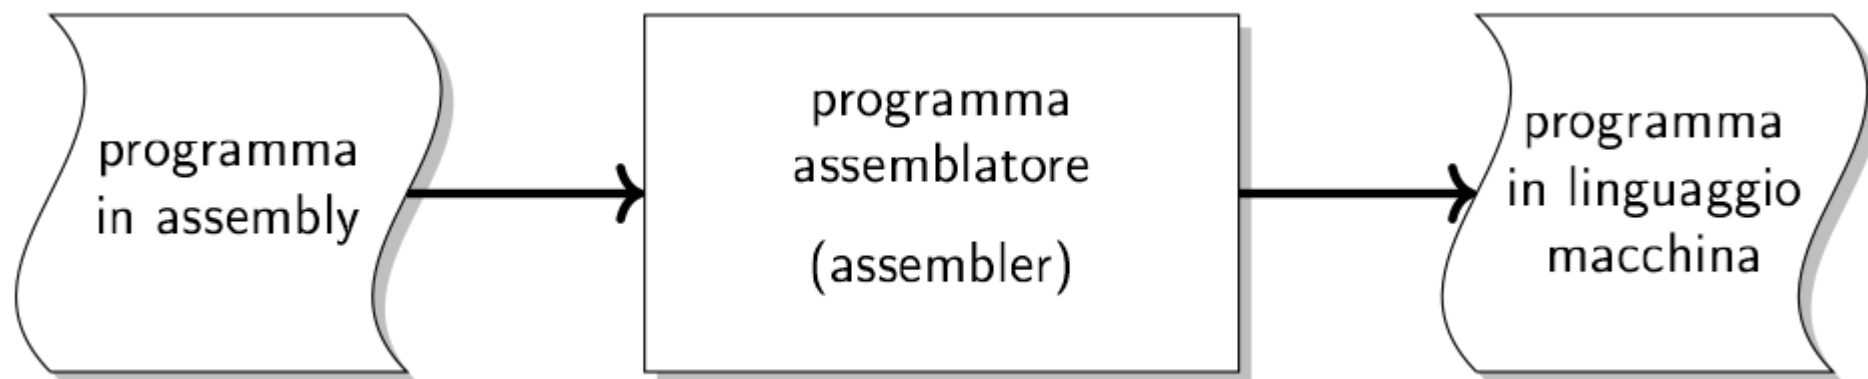 programma
in assembly
programma
assemblatore
(assembler)
programma
in linguaggio
macchina